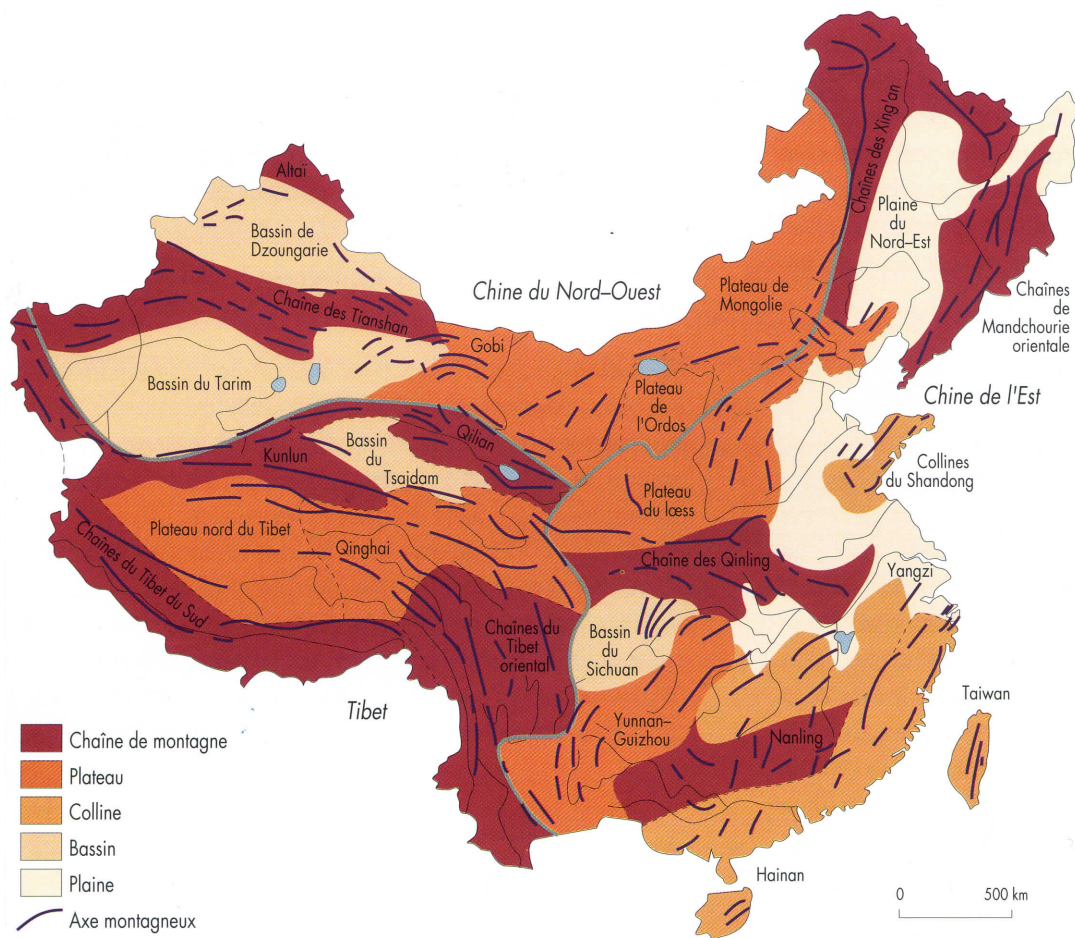 Altaï
Bassin de
Dzoungarie
Chaîne des Tianshan
Chine du Nord–Ouest
Gobi
Bassin du Tarim
Plateau de
Mongolie
Chaînes des Xing'an
Plaine
du
Nord–Est
Chaînes
de
Mandchourie
orientale
Plateau
de
l'Ordos
Chine de l'Est
Kunlun
Bassin
du
Tsaidam
Qilian
Collines
du Shandong
Plateau
du lœss
Plateau nord du Tibet
Qinghai
Chaînes du Tibet du Sud
Chaîne des Qinling
Yangzi
Chaînes du
Tibet
oriental
Bassin
du
Sichuan
Tibet
Yunnan–
Guizhou
Nanling
Taiwan
Hainan
Chaîne de montagne
Plateau
Colline
Bassin
Plaine
Axe montagneux
0 500 km